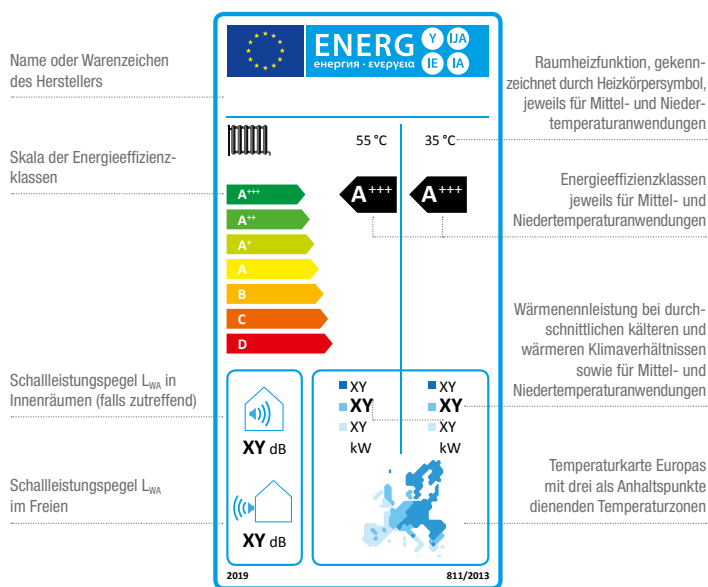 ENERG
енергия · ενεργεια
Y IJA
IE IA
Name oder Warenzeichen
des Herstellers
Raumheizfunktion, gekenn-
zeichnet durch Heizkörpersymbol,
jeweils für Mittel- und Nieder-
temperaturanwendungen
55 °C
35 °C
Skala der Energieeffizienz-
klassen
A+++
A++
A+
A
B
C
D
A+++
A+++
Energieeffizienzklassen
jeweils für Mittel- und
Niedertemperaturanwendungen
Wärmenennleistung bei durch-
schnittlichen kälteren und
wärmeren Klimaverhältnissen
sowie für Mittel- und
Niedertemperaturanwendungen
Schallleistungspegel LWA in
Innenräumen (falls zutreffend)
XY dB
XY
XY
XY
kW
XY
XY
XY
kW
Schallleistungspegel LWA
im Freien
XY dB
Temperaturkarte Europas
mit drei als Anhaltspunkte
dienenden Temperaturzonen
2019
811/2013